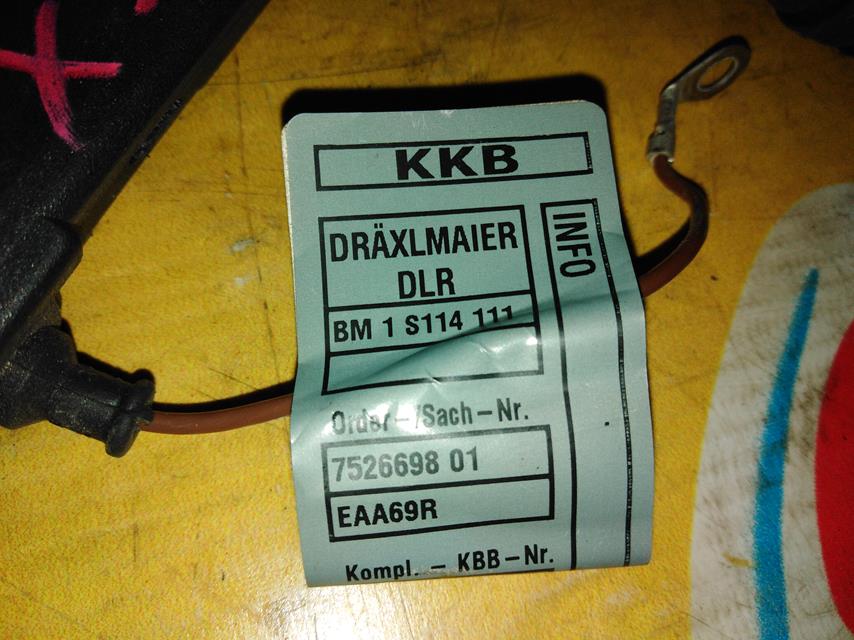 KKB
DRÄXLMAIER
DLR
BM 1 S114 111
INFO
Order-/Sach-Nr.
7526698 01
EAA69R
Kompl. - KBB-Nr.